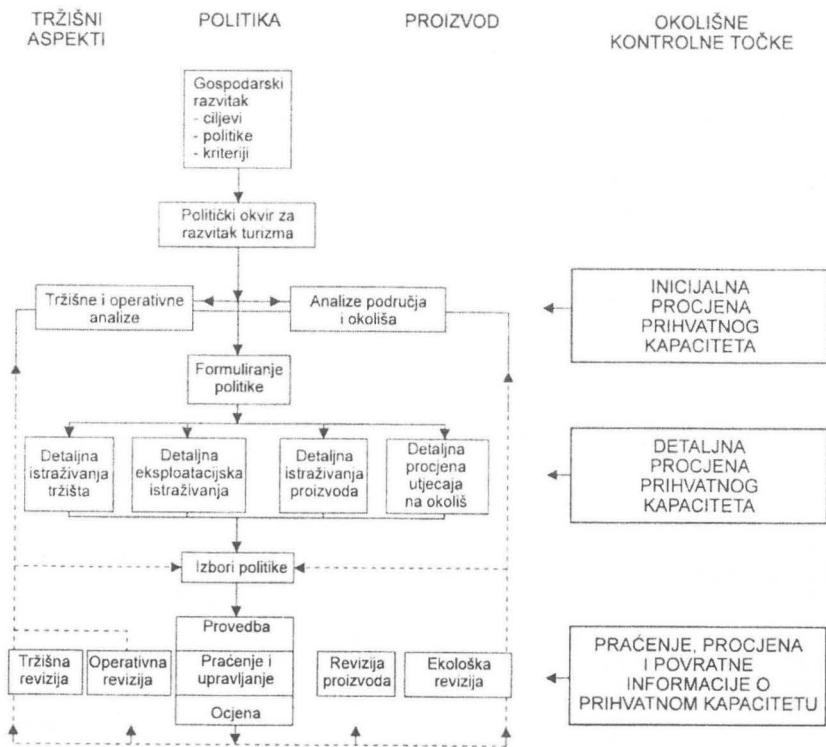 TRŽIŠNI
ASPEKTI
POLITIKA
PROIZVOD
OKOLIŠNE
KONTROLNE TOČKE
Gospodarski
razvitak
- ciljevi
- politike
- kriteriji
Politički okvir za
razvitak turizma
Tržišne i operativne
analize
Analize područja
i okoliša
INICIJALNA
PROCJENA
PRIHVATNOG
KAPACITETA
Formuliranje
politike
Detaljna
istraživanja
tržišta
Detaljna
eksploatacijska
istraživanja
Detaljna
istraživanja
proizvoda
Detaljna
procjena
utjecaja
na okoliš
DETALJNA
PROCJENA
PRIHVATNOG
KAPACITETA
Izbori politike
Tržišna
revizija
Operativna
revizija
Provedba
Praćenje i
upravljanje
Ocjena
Revizija
proizvoda
Ekološka
revizija
PRAĆENJE, PROCJENA
I POVRATNE
INFORMACIJE O
PRIHVATNOM KAPACITETU